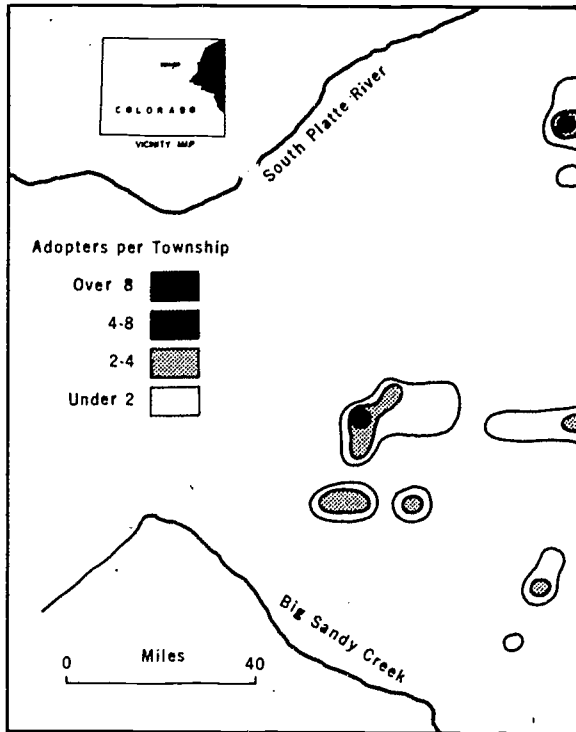 COLORADO
VICINITY MAP
South Platte River
Adopters per Township
Over 8
4-8
2-4
Under 2
Big Sandy Creek
0 Miles 40